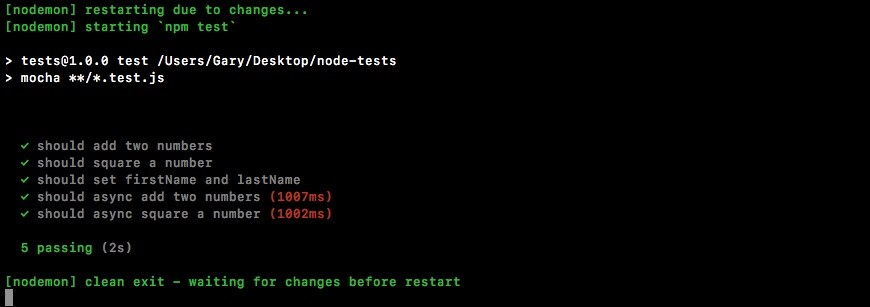 [nodemon] restarting due to changes...
[nodemon] starting `npm test`
> tests@1.0.0 test /Users/Gary/Desktop/node-tests
> mocha **/*.test.js
✓ should add two numbers
✓ should square a number
✓ should set firstName and lastName
✓ should async add two numbers (1007ms)
✓ should async square a number (1002ms)
5 passing (2s)
[nodemon] clean exit - waiting for changes before restart